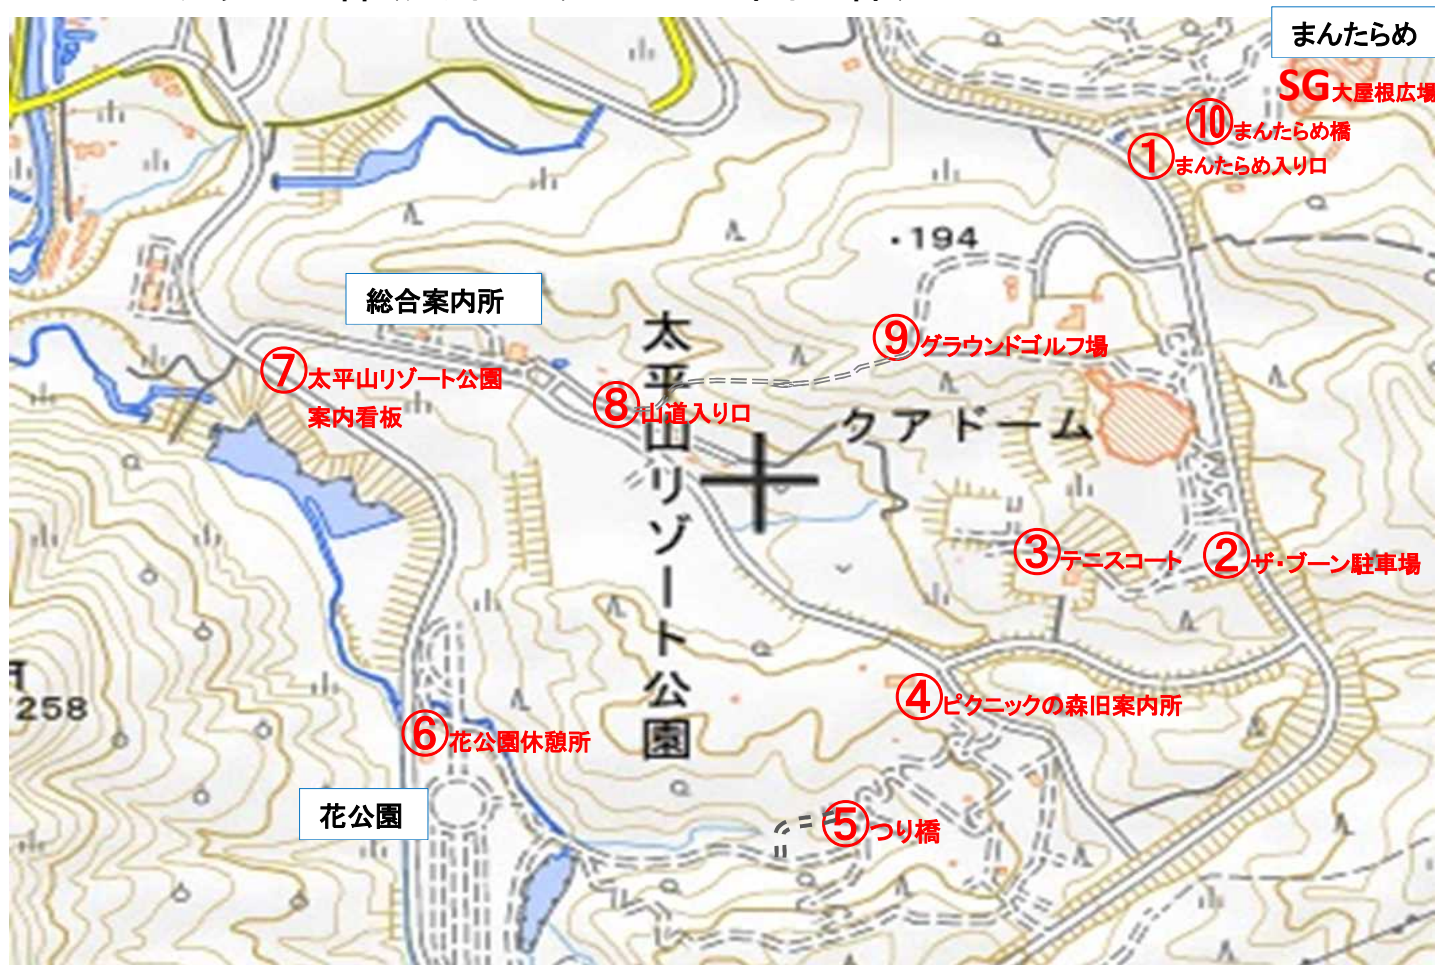 まんたらめ
SG大屋根広場
⑩まんたらめ橋
①まんたらめ入り口
・194
総合案内所
太平山リゾート公園
⑨グラウンドゴルフ場
⑦太平山リゾート公園
案内看板
⑧山道入り口
クアドーム
③テニスコート
②ザ・ブーン駐車場
④ピクニックの森旧案内所
258
⑥花公園休憩所
花公園
⑤つり橋